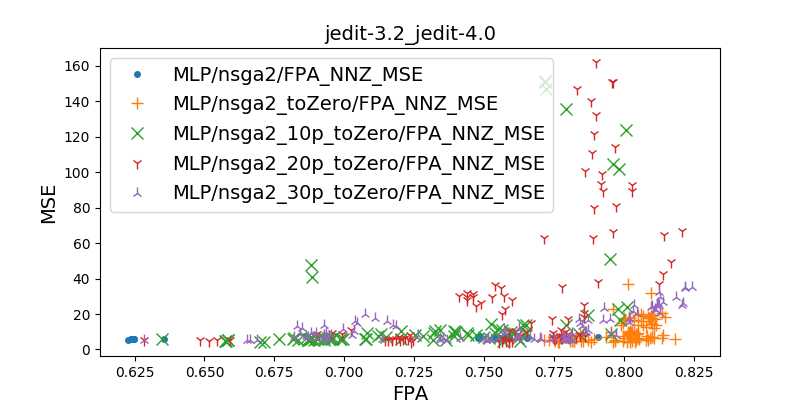 jedit-3.2_jedit-4.0
MLP/nsga2/FPA_NNZ_MSE
MLP/nsga2_toZero/FPA_NNZ_MSE
MLP/nsga2_10p_toZero/FPA_NNZ_MSE
MLP/nsga2_20p_toZero/FPA_NNZ_MSE
MLP/nsga2_30p_toZero/FPA_NNZ_MSE
MSE
160
140
120
100
80
60
40
20
0
0.625 0.650 0.675 0.700 0.725 0.750 0.775 0.800 0.825
FPA